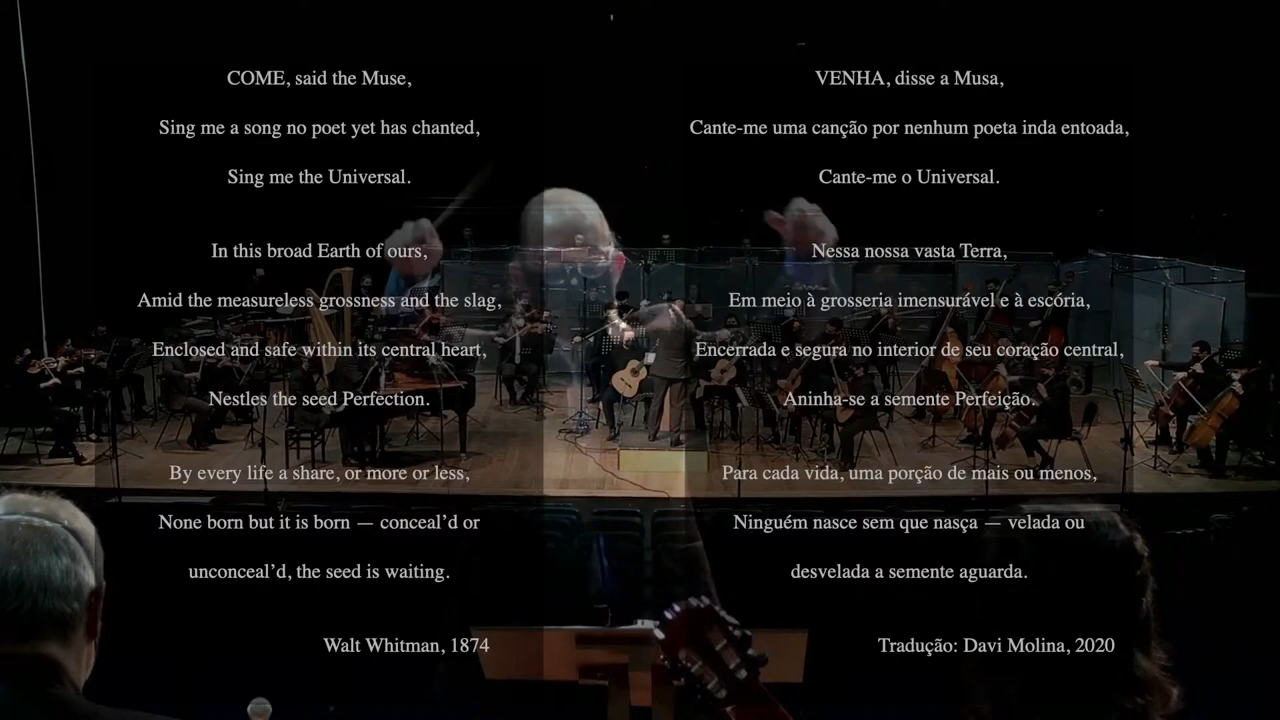 COME, said the Muse,
Sing me a song no poet yet has chanted,
Sing me the Universal.
In this broad Earth of ours,
Amid the measureless grossness and the slag,
Enclosed and safe within its central heart,
Nestles the seed Perfection.
By every life a share, or more or less,
None born but it is born — conceal’d or
unconceal’d, the seed is waiting.
Walt Whitman, 1874
VENHA, disse a Musa,
Cante-me uma canção por nenhum poeta inda entoada,
Cante-me o Universal.
Nessa nossa vasta Terra,
Em meio à grosseria imensurável e à escória,
Encerrada e segura no interior de seu coração central,
Aninha-se a semente Perfeição.
Para cada vida, uma porção de mais ou menos,
Ninguém nasce sem que nasça — velada ou
desvelada a semente aguarda.
Tradução: Davi Molina, 2020